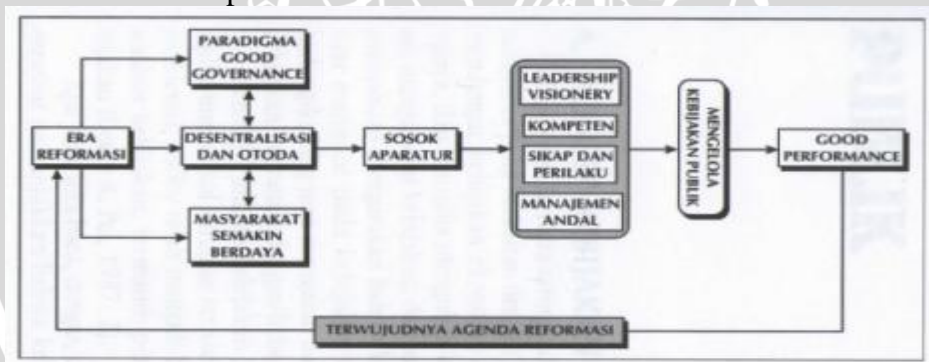 PARADIGMA
GOOD
GOVERNANCE
ERA
REFORMASI
DESENTRALISASI
DAN OTODA
MASYARAKAT
SEMAKIN
BERDAYA
SOSOK
APARATUR
LEADERSHIP
VISIONERY
KOMPETEN
SIKAP DAN
PERILAKU
MANAJEMEN
ANDAL
MENGELOLA
KEBIJAKAN PUBLIK
GOOD
PERFORMANCE
TERWUJUDNYA AGENDA REFORMASI